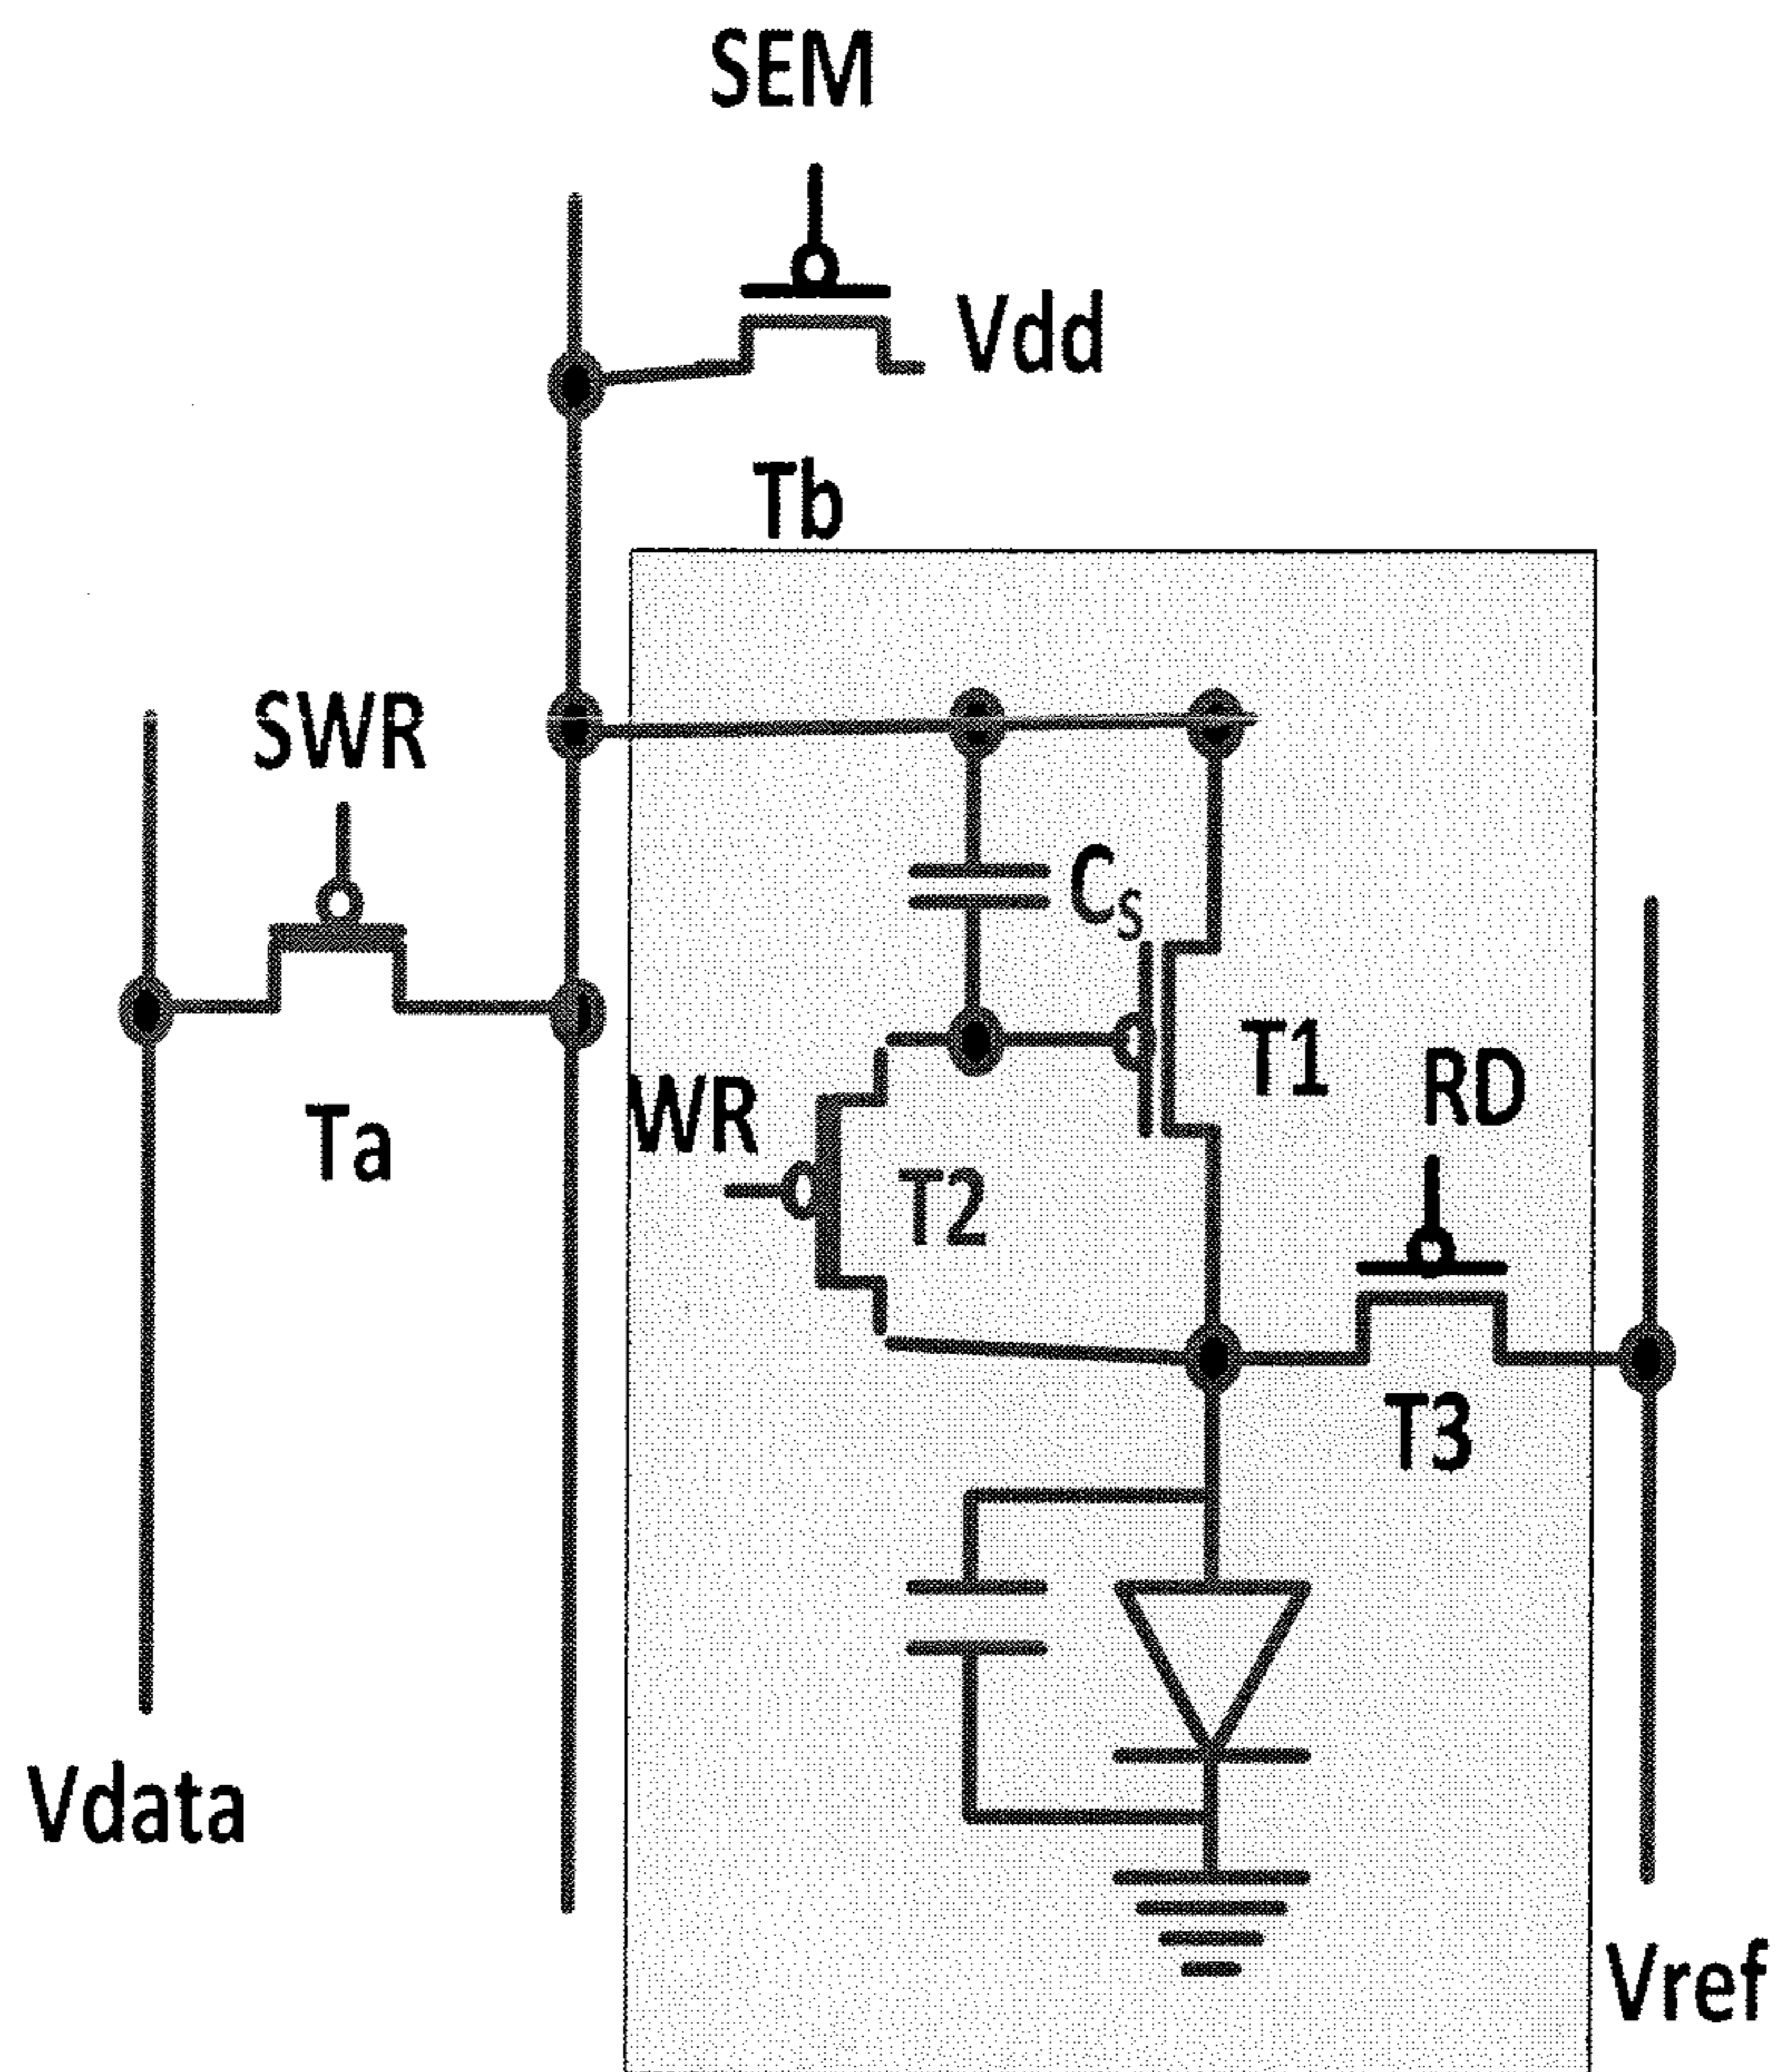 SEM
Vdd
Tb
SWR
Ta
CS
T1
WR
T2
RD
T3
Vdata
Vref